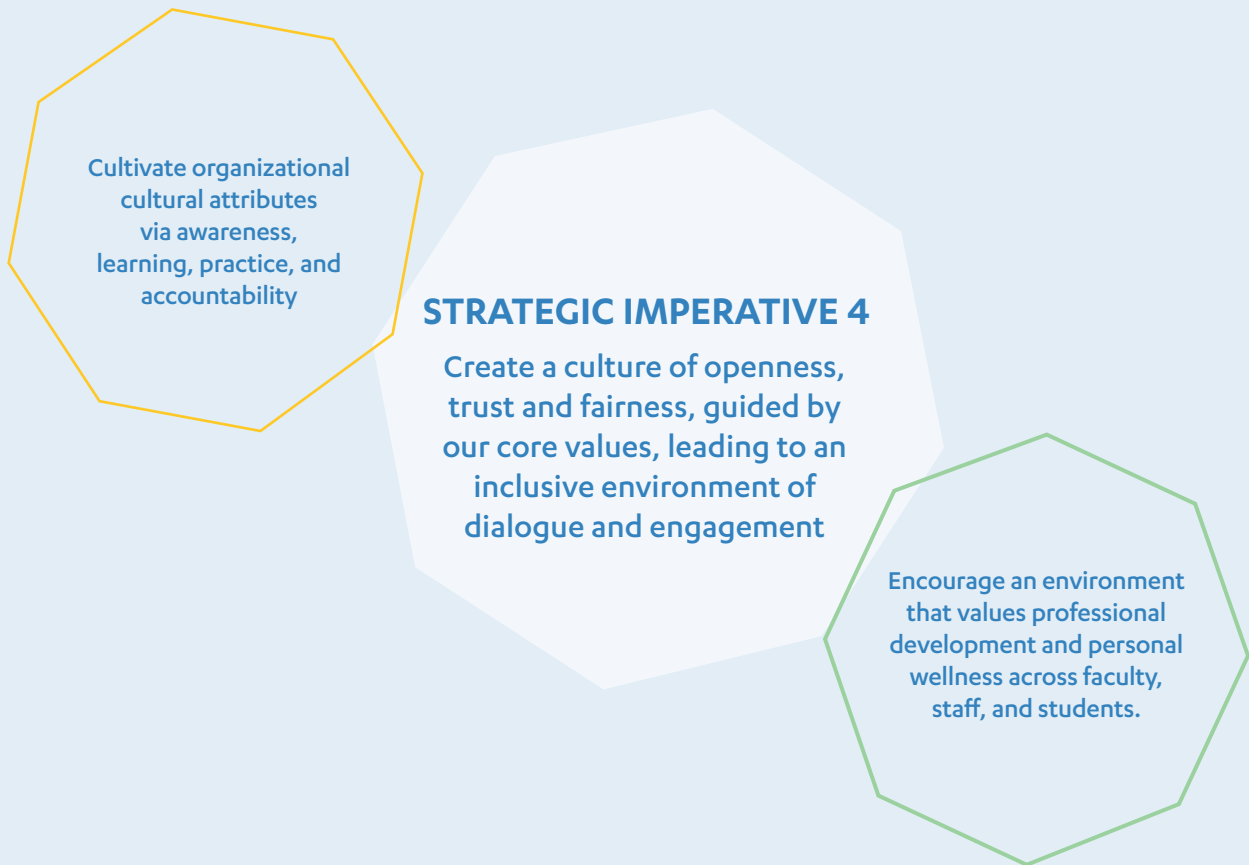 Cultivate organizational
cultural attributes
via awareness,
learning, practice, and
accountability
STRATEGIC IMPERATIVE 4
Create a culture of openness,
trust and fairness, guided by
our core values, leading to an
inclusive environment of
dialogue and engagement
Encourage an environment
that values professional
development and personal
wellness across faculty,
staff, and students.